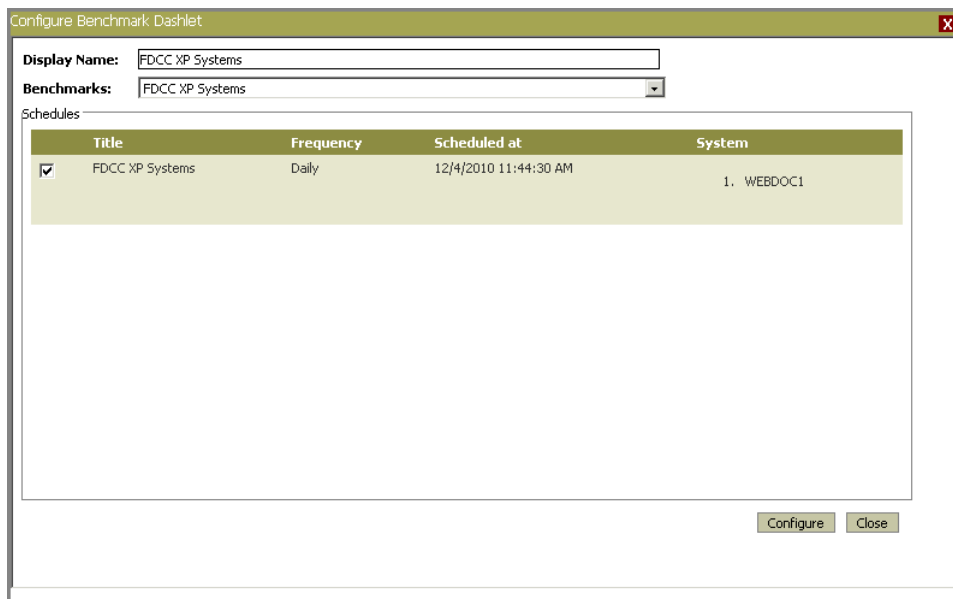 Configure Benchmark Dashlet X
Display Name: FDCC XP Systems
Benchmarks: FDCC XP Systems
Schedules
Title Frequency Scheduled at System
FDCC XP Systems Daily 12/4/2010 11:44:30 AM 1. WEBDOC1
Configure Close